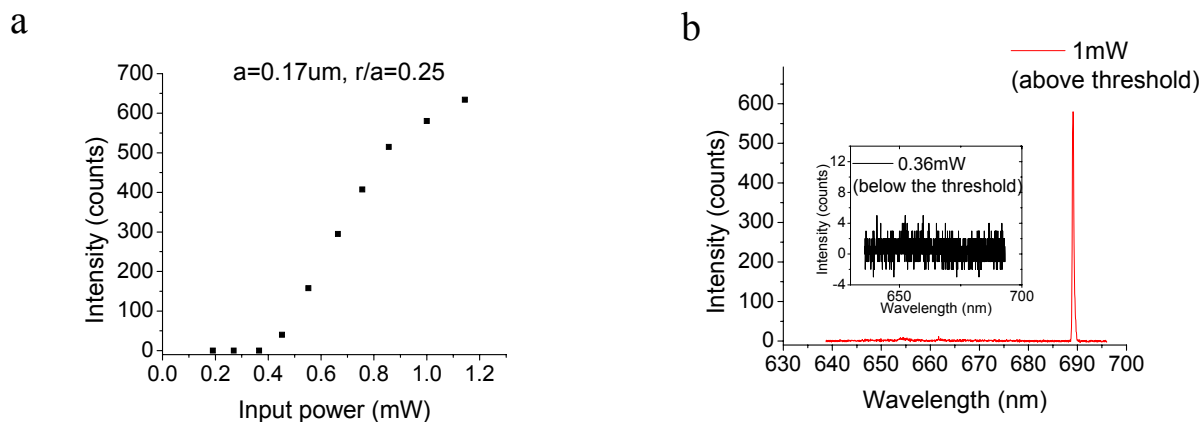 a
a=0.17um, r/a=0.25
700
600
500
400
300
200
100
0
0.0 0.2 0.4 0.6 0.8 1.0 1.2
Intensity (counts)
Input power (mW)
b
1mW
(above threshold)
600
500
400
300
200
100
0
630 640 650 660 670 680 690 700
Intensity (counts)
Wavelength (nm)
12
8
4
0
-4
650 700
0.36mW
(below the threshold)
Intensity (counts)
Wavelength (nm)